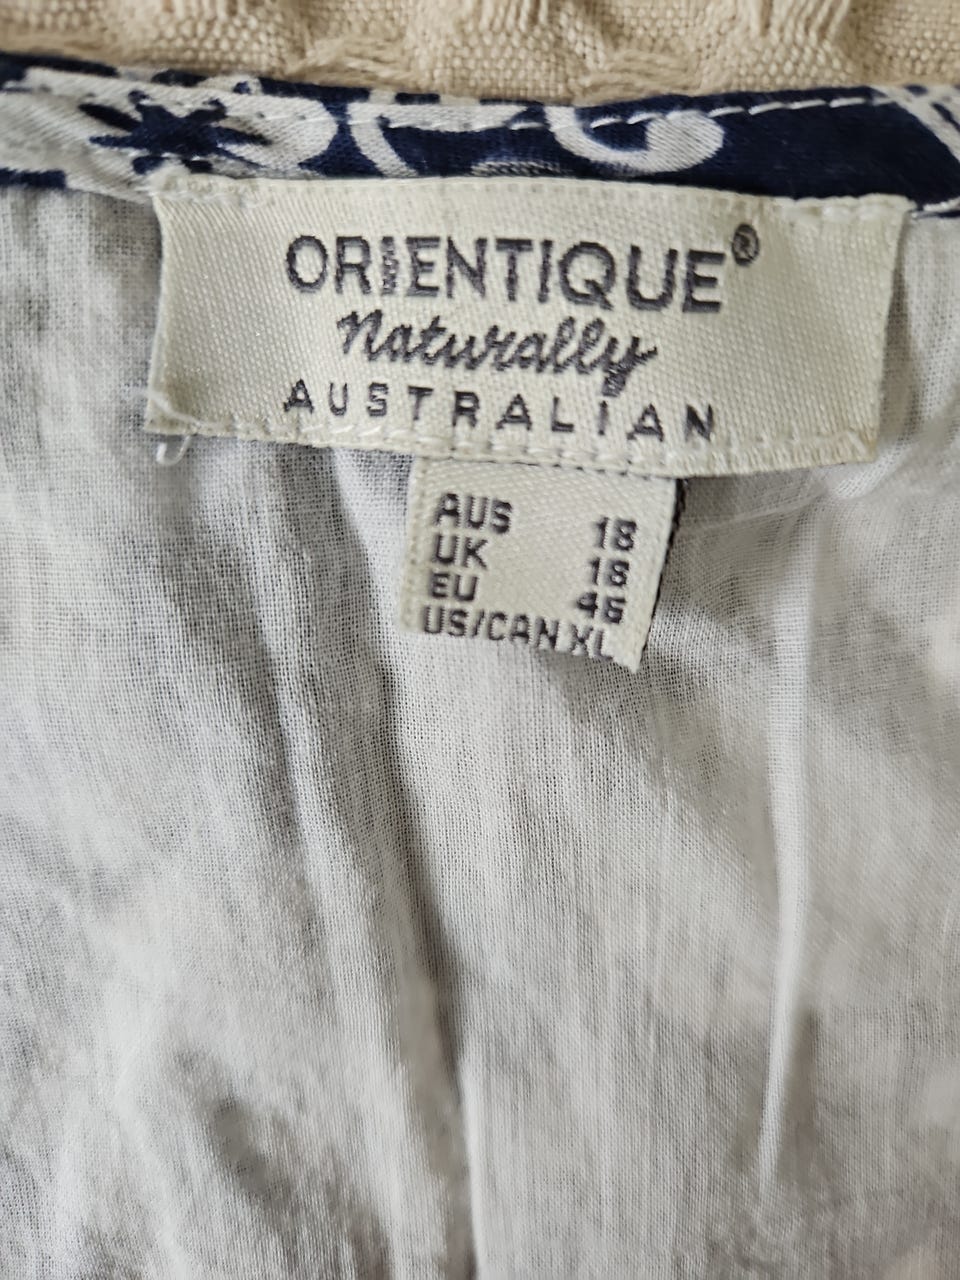 ORIENTIQUE®
Naturally
AUSTRALIAN
AUS 18
UK 18
EU 46
US/CAN XL